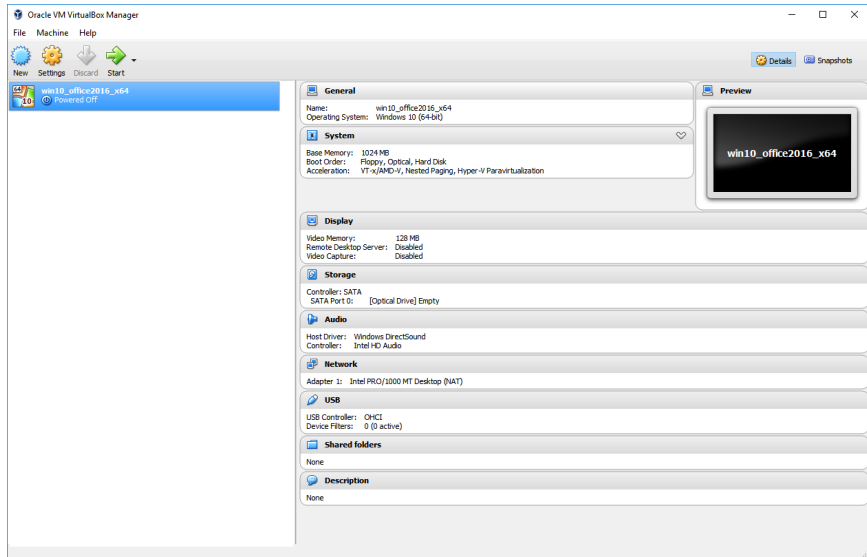 Oracle VM VirtualBox Manager
File Machine Help
New Settings Discard Start
Details Snapshots
64
10
win10_office2016_x64
Powered Off
General
Name: win10_office2016_x64
Operating System: Windows 10 (64-bit)
System
Base Memory: 1024 MB
Boot Order: Floppy, Optical, Hard Disk
Acceleration: VT-x/AMD-V, Nested Paging, Hyper-V Paravirtualization
Preview
win10_office2016_x64
Display
Video Memory: 128 MB
Remote Desktop Server: Disabled
Video Capture: Disabled
Storage
Controller: SATA
SATA Port 0: [Optical Drive] Empty
Audio
Host Driver: Windows DirectSound
Controller: Intel HD Audio
Network
Adapter 1: Intel PRO/1000 MT Desktop (NAT)
USB
USB Controller: OHCI
Device Filters: 0 (0 active)
Shared folders
None
Description
None